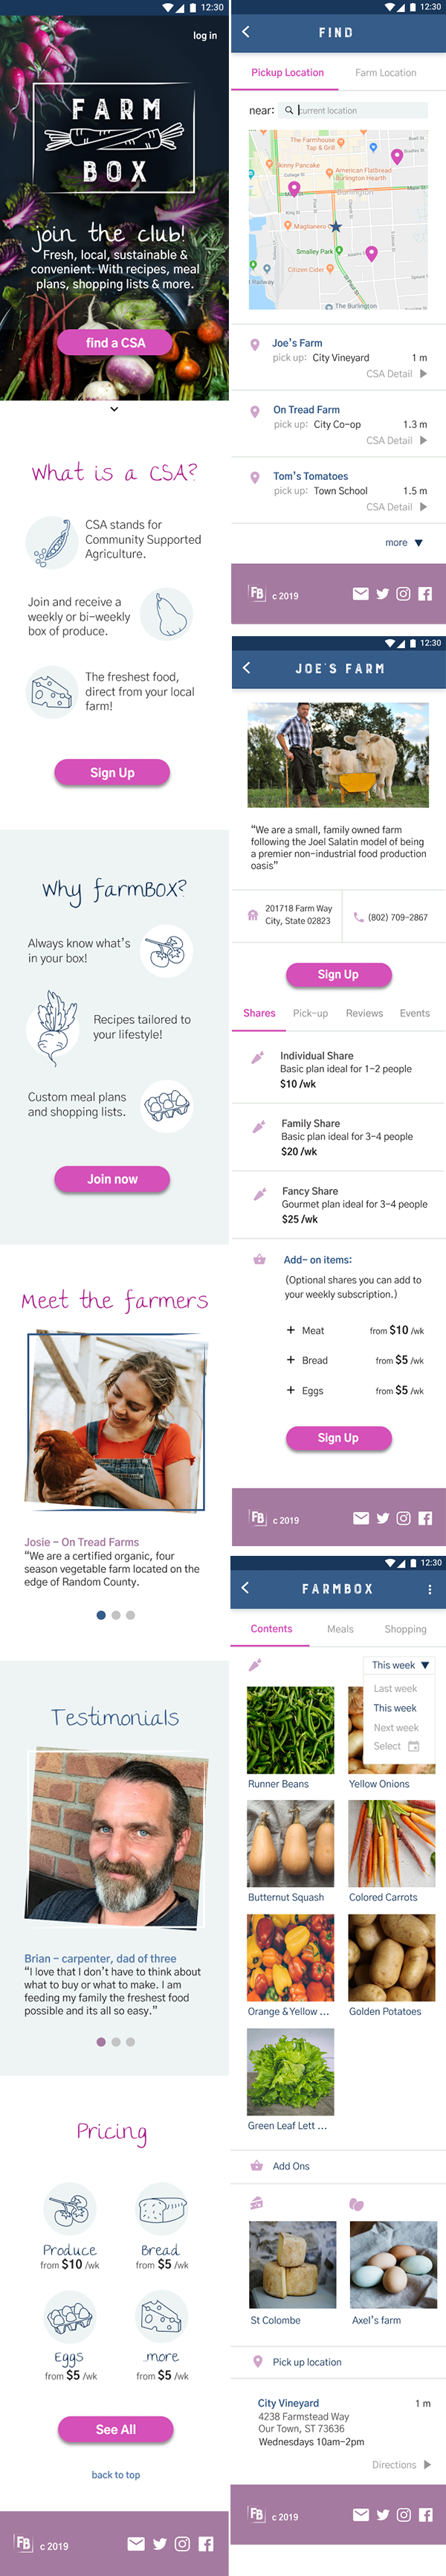 12:30
log in
FARM
BOX
join the club!
Fresh, local, sustainable &
convenient. With recipes, meal
plans, shopping lists & more.
find a CSA
What is a CSA?
CSA stands for
Community Supported
Agriculture.
Join and receive a
weekly or bi-weekly
box of produce.
The freshest food,
direct from your local
farm!
Sign Up
Why farmBOX?
Always know what's
in your box!
Recipes tailored to
your lifestyle!
Custom meal plans
and shopping lists.
Join now
Meet the farmers
Josie - On Tread Farms
"We are a certified organic, four
season vegetable farm located on the
edge of Random County.
Testimonials
Brian - carpenter, dad of three
"I love that I don't have to think about
what to buy or what to make. I am
feeding my family the freshest food
possible and its all so easy."
Pricing
Produce
from $10 /wk
Bread
from $5 /wk
Eggs
from $5 /wk
...more
from $5 /wk
See All
back to top
FB c 2019
12:30
FIND
Pickup Location
Farm Location
near:
current location
The Farmhouse
Tap & Grill
Skinny Pancake
College St
American Flatbread
Burlington Hearth
Burlington
Main St
King St
Maglianero
Smalley Park
Citizen Cider
Railway
The Burlington
Joe's Farm
pick up: City Vineyard 1 m
CSA Detail
On Tread Farm
pick up: City Co-op 1.3 m
CSA Detail
Tom's Tomatoes
pick up: Town School 1.5 m
CSA Detail
more
FB c 2019
12:30
JOE'S FARM
"We are a small, family owned farm
following the Joel Salatin model of being
a premier non-industrial food production
oasis"
201718 Farm Way
City, State 02823
(802) 709-2867
Sign Up
Shares Pick-up Reviews Events
Individual Share
Basic plan ideal for 1-2 people
$10 /wk
Family Share
Basic plan ideal for 3-4 people
$20 /wk
Fancy Share
Gourmet plan ideal for 3-4 people
$25 /wk
Add- on items:
(Optional shares you can add to
your weekly subscription.)
+ Meat from $10 /wk
+ Bread from $5 /wk
+ Eggs from $5 /wk
Sign Up
FB c 2019
12:30
FARMBOX
Contents Meals Shopping
This week
Last week
This week
Next week
Select
Runner Beans
Yellow Onions
Butternut Squash
Colored Carrots
Orange & Yellow ...
Golden Potatoes
Green Leaf Lett ...
Add Ons
St Colombe
Axel's farm
Pick up location
City Vineyard 1 m
4238 Farmstead Way
Our Town, ST 73636
Wednesdays 10am-2pm
Directions
FB c 2019